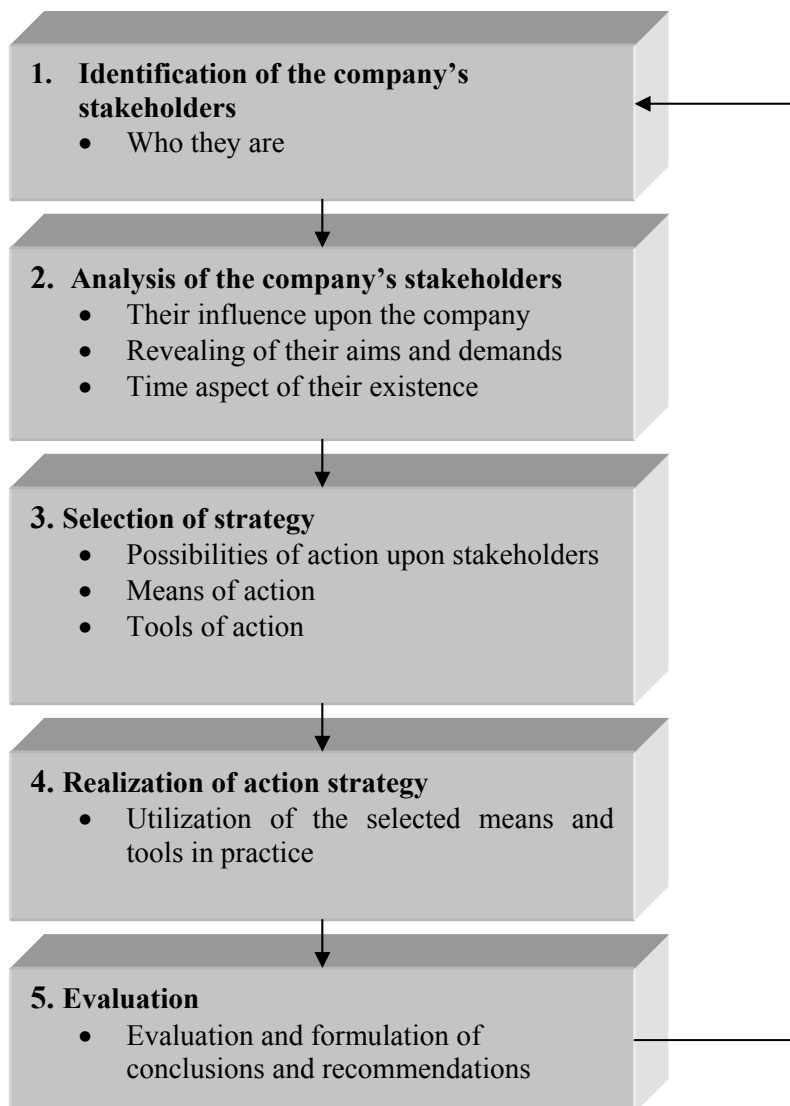 1. Identification of the company’s
stakeholders
• Who they are
2. Analysis of the company’s stakeholders
• Their influence upon the company
• Revealing of their aims and demands
• Time aspect of their existence
3. Selection of strategy
• Possibilities of action upon stakeholders
• Means of action
• Tools of action
4. Realization of action strategy
• Utilization of the selected means and
tools in practice
5. Evaluation
• Evaluation and formulation of
conclusions and recommendations